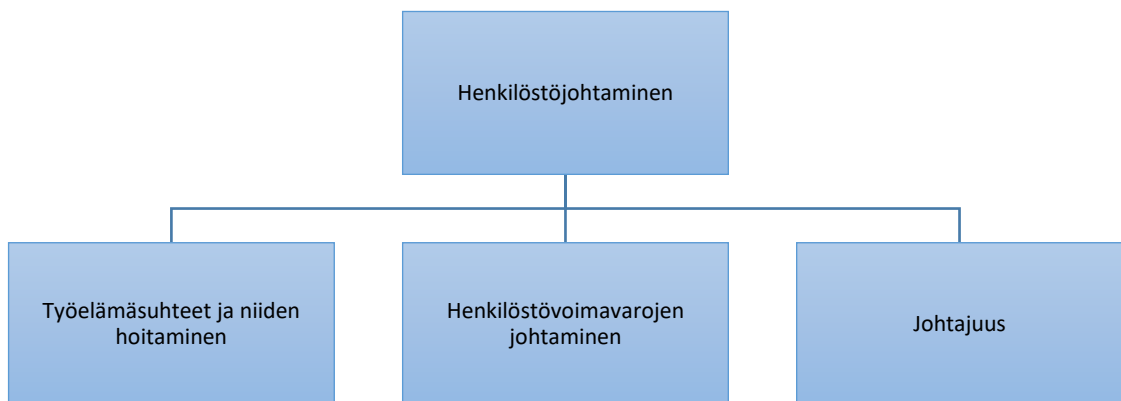 Henkilöstöjohtaminen
Työelämäsuhteet ja niiden
hoitaminen
Henkilöstövoimavarojen
johtaminen
Johtajuus